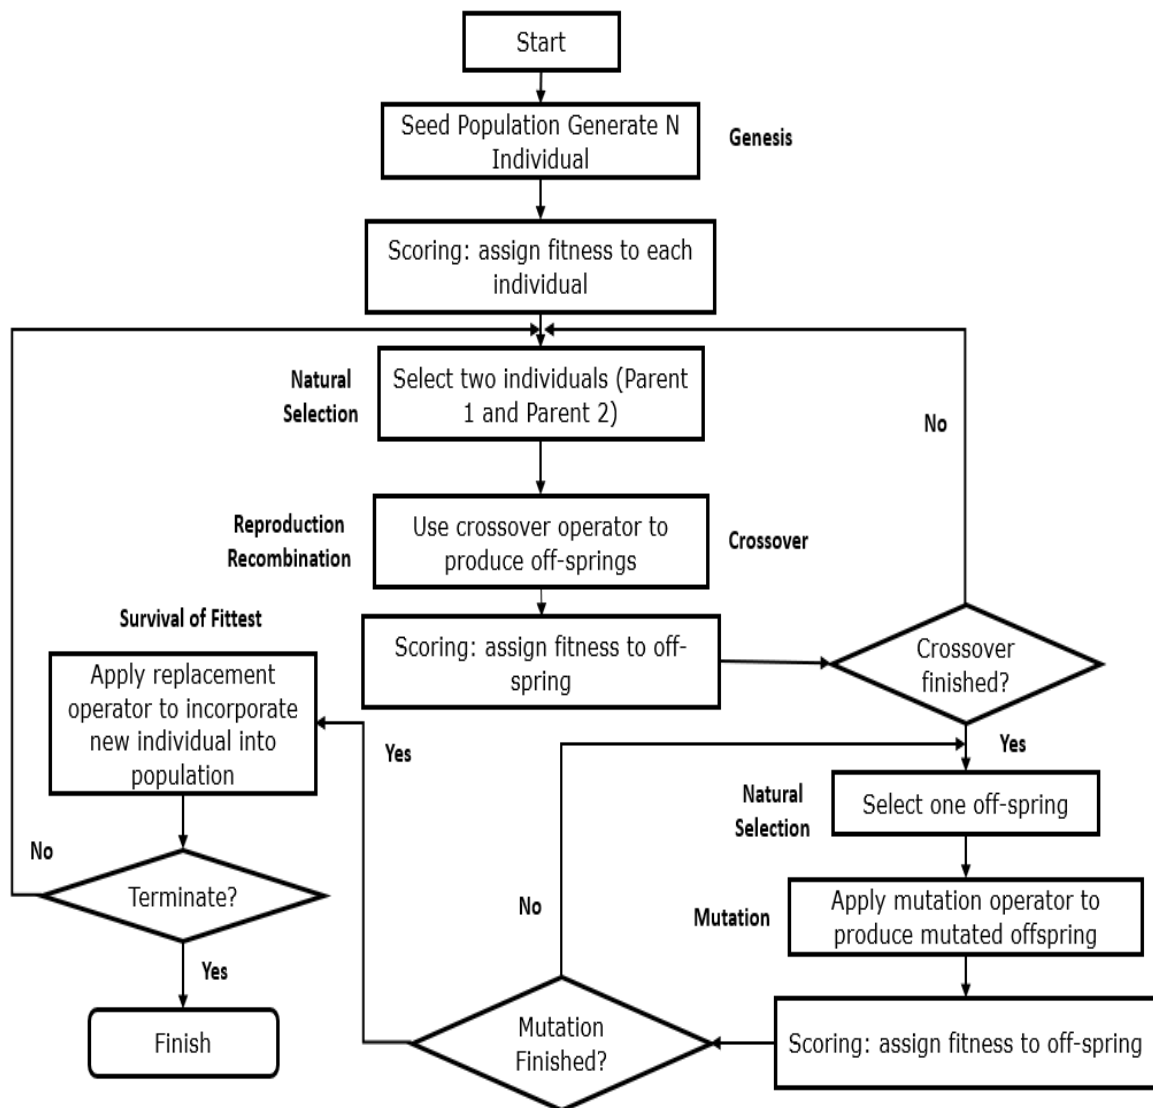 Start
Seed Population Generate N
Individual
Genesis
Scoring: assign fitness to each
individual
Natural
Selection
Select two individuals (Parent
1 and Parent 2)
No
Reproduction
Recombination
Use crossover operator to
produce off-springs
Crossover
Survival of Fittest
Scoring: assign fitness to off-
spring
Crossover
finished?
Apply replacement
operator to incorporate
new individual into
population
Yes
Yes
Natural
Selection
Select one off-spring
No
Terminate?
No
Mutation
Apply mutation operator to
produce mutated offspring
Yes
Finish
Mutation
Finished?
Scoring: assign fitness to off-spring